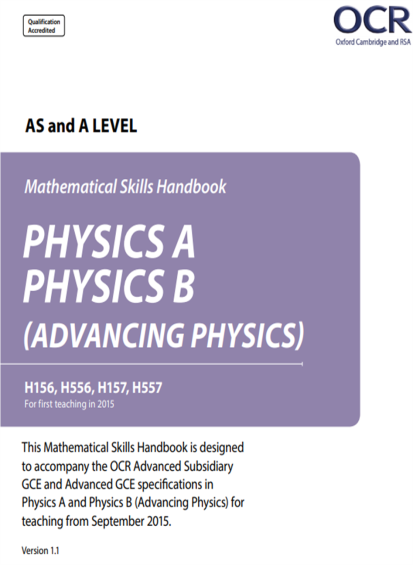 Qualification
Accredited
OCR
Oxford Cambridge and RSA
AS and A LEVEL
Mathematical Skills Handbook
PHYSICS A
PHYSICS B
(ADVANCING PHYSICS)
H156, H556, H157, H557
For first teaching in 2015
This Mathematical Skills Handbook is designed
to accompany the OCR Advanced Subsidiary
GCE and Advanced GCE specifications in
Physics A and Physics B (Advancing Physics) for
teaching from September 2015.
Version 1.1